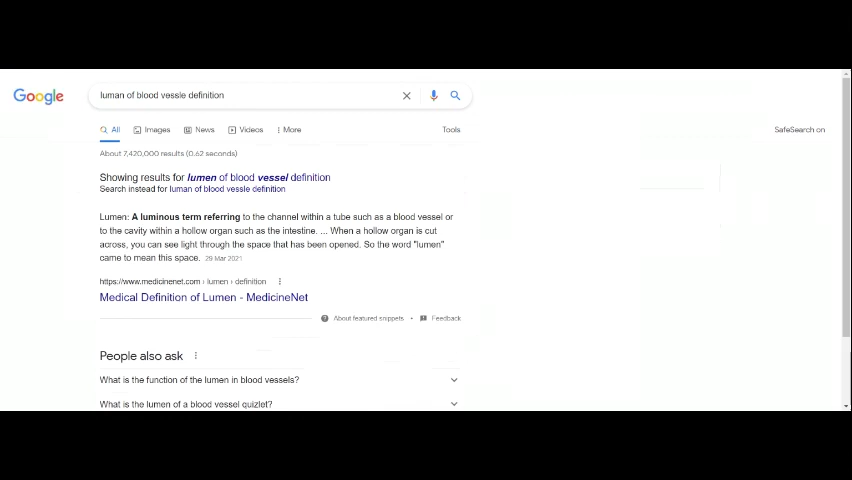 Google
luman of blood vessle definition
All Images News Videos More Tools
SafeSearch on
About 7,420,000 results (0.62 seconds)
Showing results for lumen of blood vessel definition
Search instead for luman of blood vessle definition
Lumen: A luminous term referring to the channel within a tube such as a blood vessel or
to the cavity within a hollow organ such as the intestine. ... When a hollow organ is cut
across, you can see light through the space that has been opened. So the word "lumen"
came to mean this space. 29 Mar 2021
https://www.medicinenet.com › lumen › definition
Medical Definition of Lumen - MedicineNet
About featured snippets • Feedback
People also ask
What is the function of the lumen in blood vessels?
What is the lumen of a blood vessel quizlet?